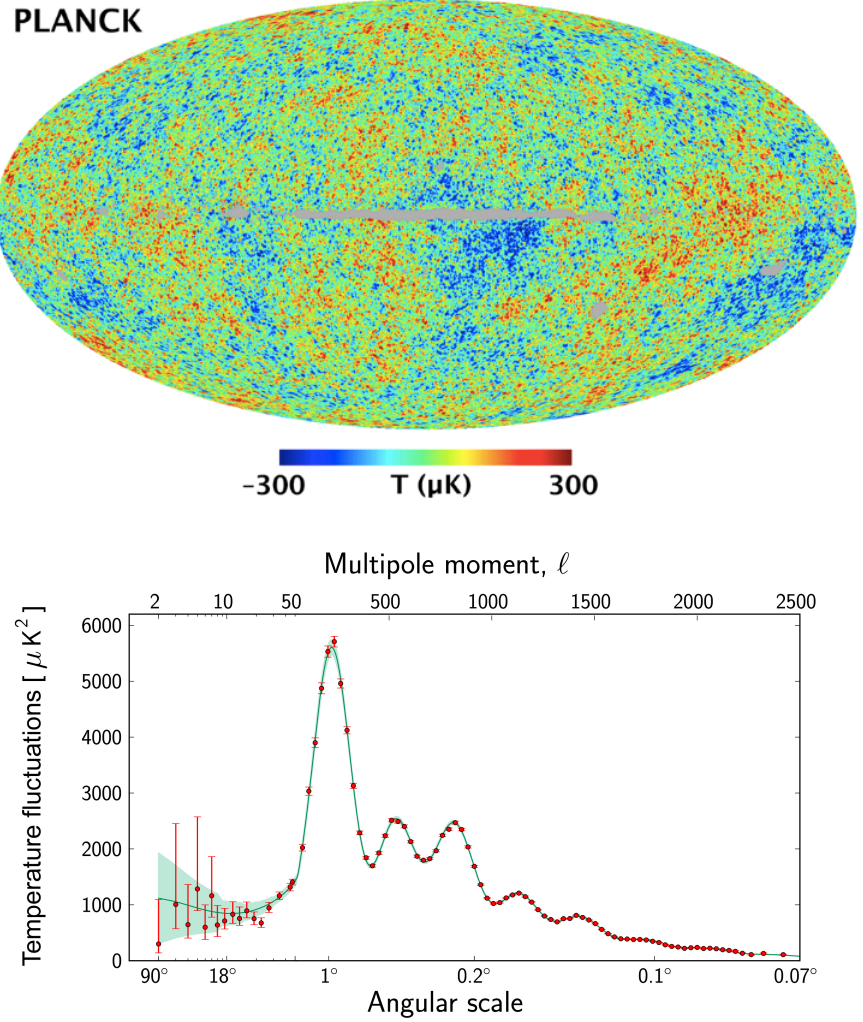 PLANCK
-300 T (µK) 300
Multipole moment, ℓ
2 10 50 500 1000 1500 2000 2500
Temperature fluctuations [ μ K² ]
6000
5000
4000
3000
2000
1000
0
90° 18° 1° 0.2° 0.1° 0.07°
Angular scale